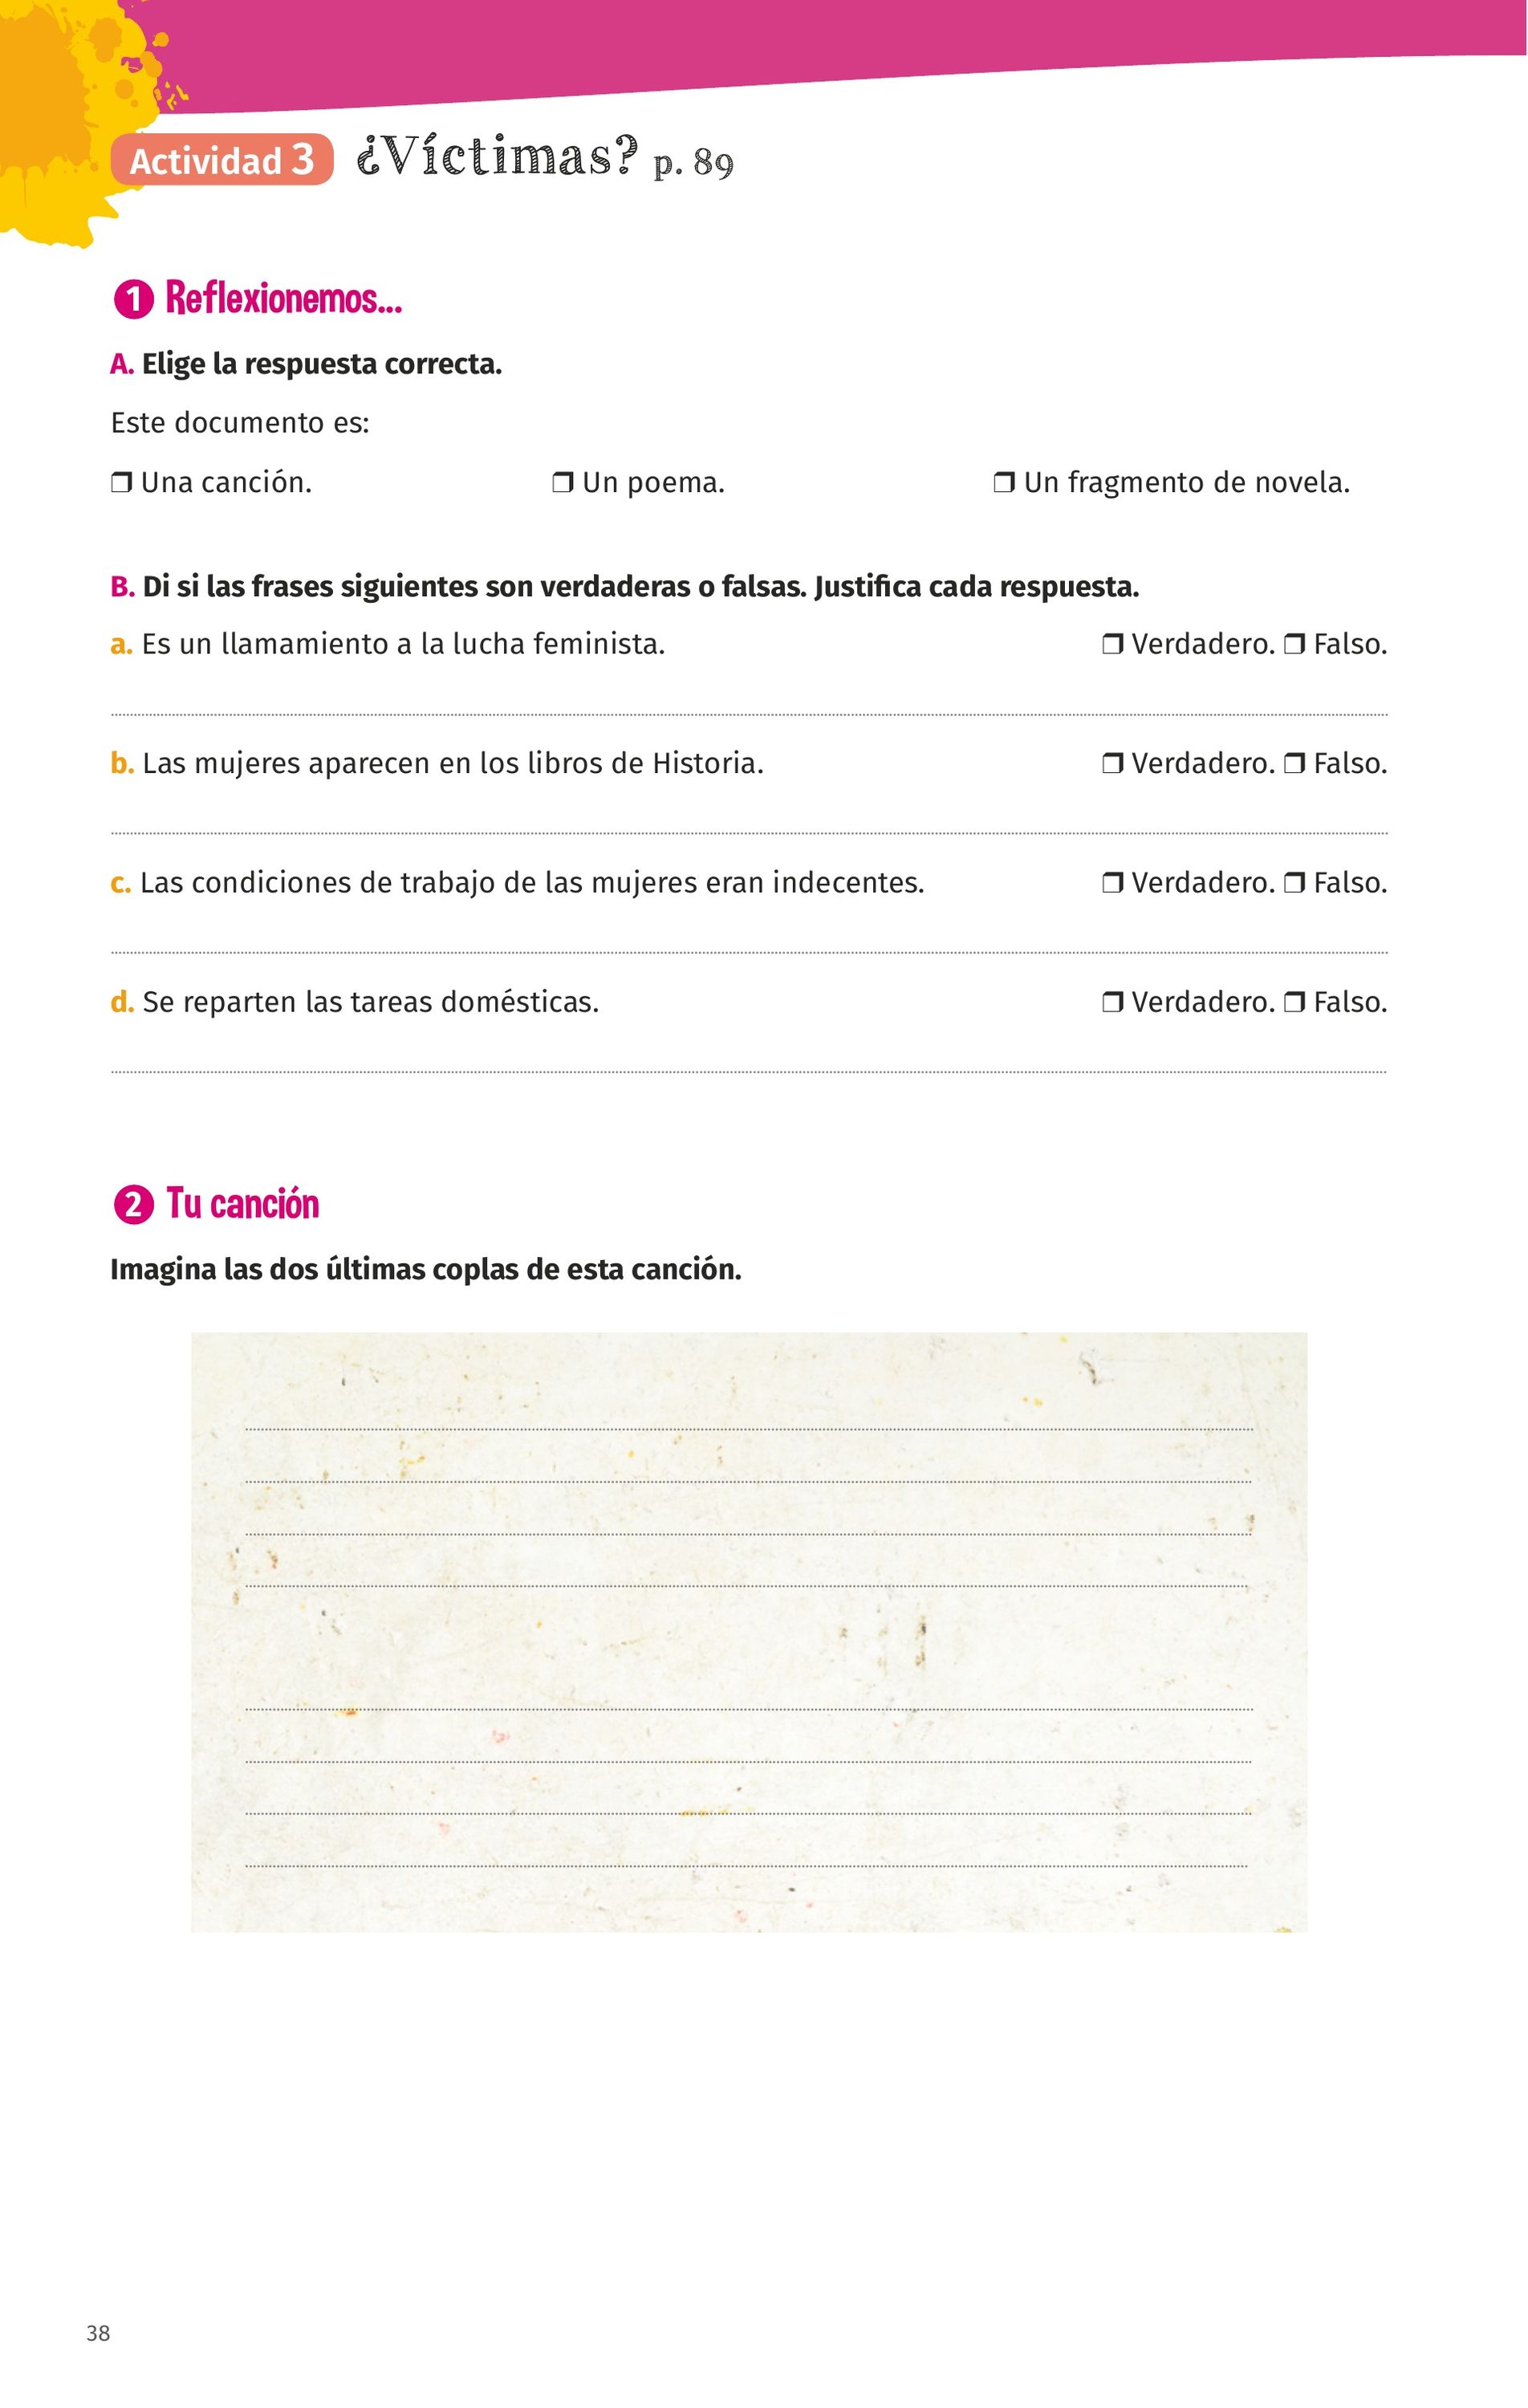 Actividad 3 ¿Víctimas? p. 89
1 Reflexionemos...
A. Elige la respuesta correcta.
Este documento es:
❒ Una canción. ❒ Un poema. ❒ Un fragmento de novela.
B. Di si las frases siguientes son verdaderas o falsas. Justifica cada respuesta.
a. Es un llamamiento a la lucha feminista. ❒ Verdadero. ❒ Falso.
b. Las mujeres aparecen en los libros de Historia. ❒ Verdadero. ❒ Falso.
c. Las condiciones de trabajo de las mujeres eran indecentes. ❒ Verdadero. ❒ Falso.
d. Se reparten las tareas domésticas. ❒ Verdadero. ❒ Falso.
2 Tu canción
Imagina las dos últimas coplas de esta canción.
38